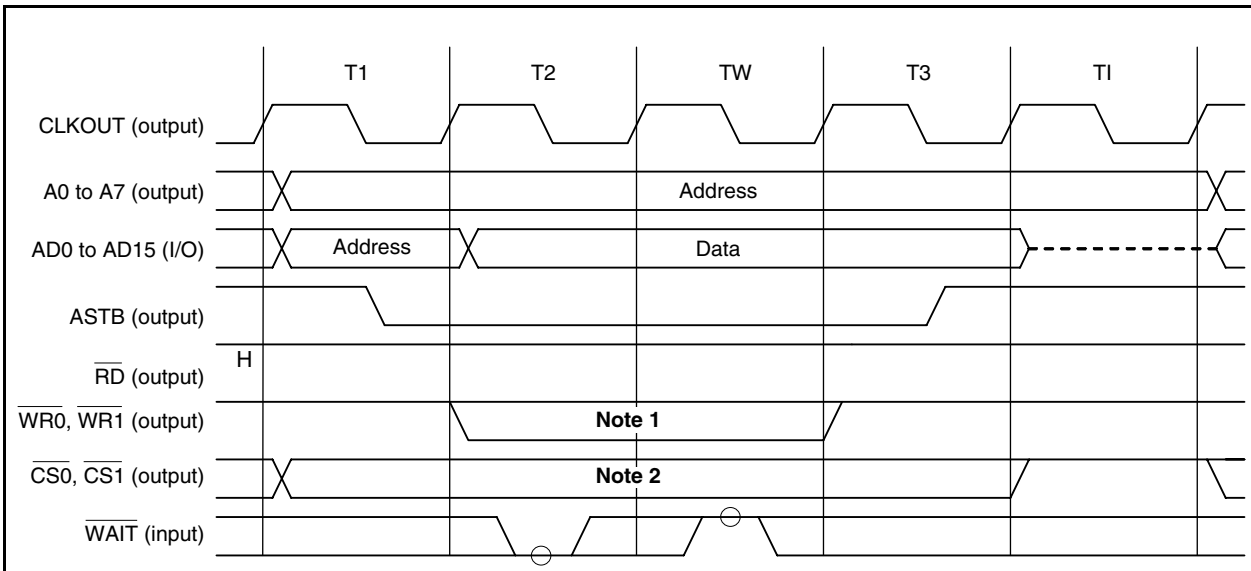 T1 T2 TW T3 TI
CLKOUT (output)
A0 to A7 (output) Address
AD0 to AD15 (I/O) Address Data
ASTB (output)
H
RD (output)
WR0, WR1 (output) Note 1
CS0, CS1 (output) Note 2
WAIT (input)